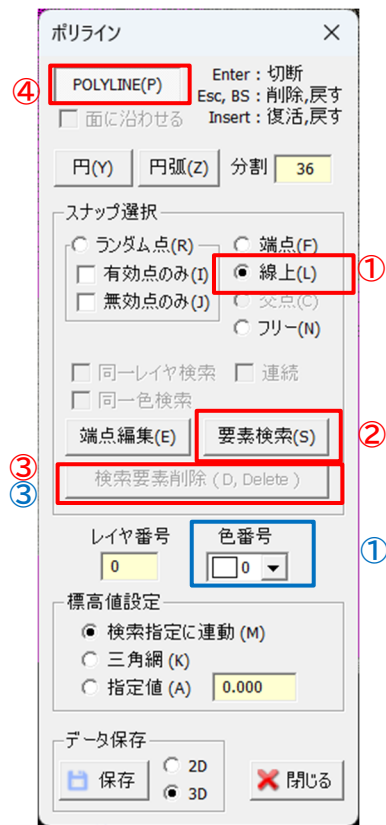 ポリライン
④ POLYLINE(P) Enter : 切断
Esc, BS : 削除,戻す
面に沿わせる Insert : 復活,戻す
円(Y) 円弧(Z) 分割 36
スナップ選択
ランダム点(R) 端点(F)
有効点のみ(I) 線上(L) ①
無効点のみ(J) 交点(C)
フリー(N)
同一レイヤ検索 連続
同一色検索
端点編集(E) 要素検索(S) ②
③
③ 検索要素削除 ( D, Delete )
レイヤ番号 色番号
0 0 ①
標高値設定
検索指定に連動 (M)
三角網 (K)
指定値 (A) 0.000
データ保存
保存 2D 閉じる
3D